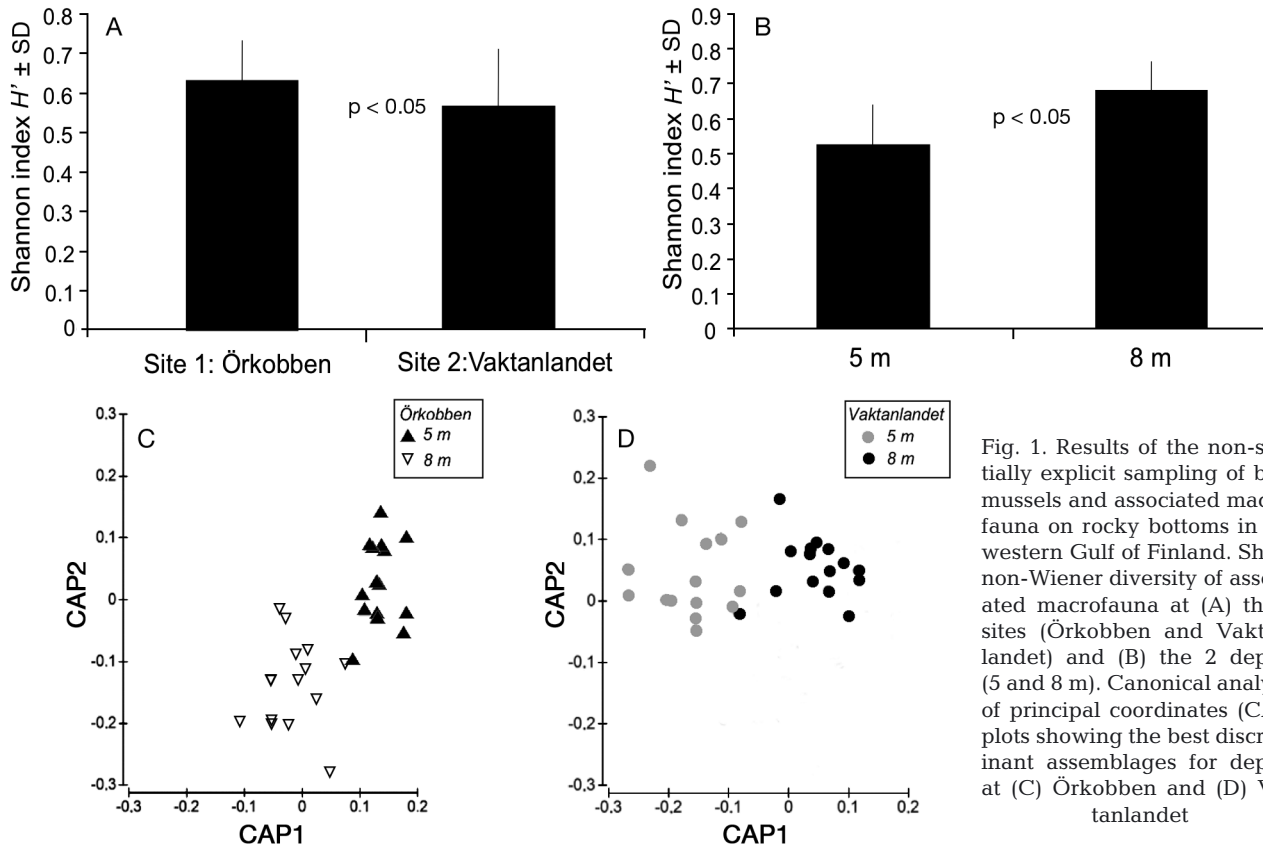 A
Shannon index H' ± SD
0.8
0.7
0.6
0.5
0.4
0.3
0.2
0.1
0
p < 0.05
Site 1: Örkobben
Site 2:Vaktanlandet
B
Shannon index H' ± SD
0.9
0.8
0.7
0.6
0.5
0.4
0.3
0.2
0.1
0
p < 0.05
5 m
8 m
C
Örkobben
5 m
8 m
CAP2
0.3
0.2
0.1
0
-0.1
-0.2
-0.3
-0.3
-0.2
-0.1
0
0.1
0.2
CAP1
D
Vaktanlandet
5 m
8 m
CAP2
0.3
0.2
0.1
0
-0.1
-0.2
-0.3
-0.3
-0.2
-0.1
0
0.1
0.2
CAP1
Fig. 1. Results of the non-s
tially explicit sampling of b
mussels and associated mac
fauna on rocky bottoms in
western Gulf of Finland. Sh
non-Wiener diversity of asso
ated macrofauna at (A) th
sites (Örkobben and Vakt
landet) and (B) the 2 dep
(5 and 8 m). Canonical analy
of principal coordinates (CA
plots showing the best discr
inant assemblages for dep
at (C) Örkobben and (D) V
tanlandet